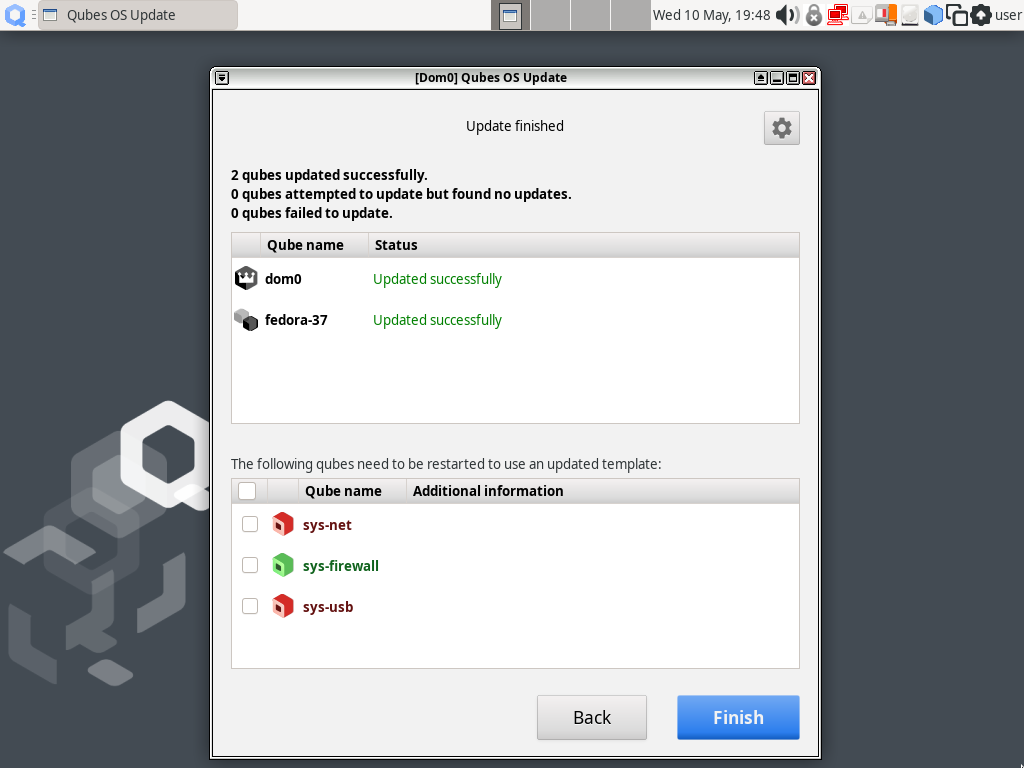 Qubes OS Update
Wed 10 May, 19:48
user
[Dom0] Qubes OS Update
Update finished
2 qubes updated successfully.
0 qubes attempted to update but found no updates.
0 qubes failed to update.
Qube name Status
dom0 Updated successfully
fedora-37 Updated successfully
The following qubes need to be restarted to use an updated template:
Qube name Additional information
sys-net
sys-firewall
sys-usb
Back Finish